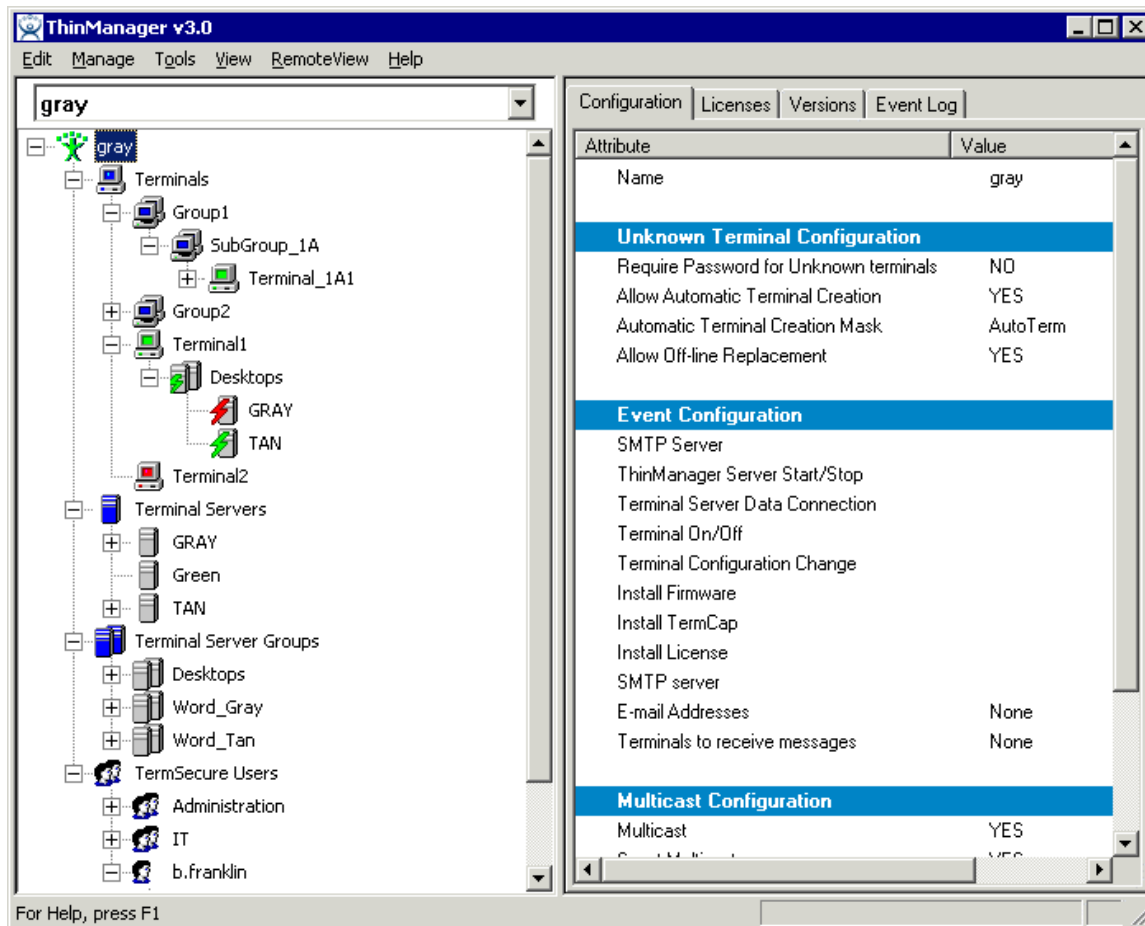 ThinManager v3.0
Edit Manage Tools View RemoteView Help
gray
gray
Terminals
Group1
SubGroup_1A
Terminal_1A1
Group2
Terminal1
Desktops
GRAY
TAN
Terminal2
Terminal Servers
GRAY
Green
TAN
Terminal Server Groups
Desktops
Word_Gray
Word_Tan
TermSecure Users
Administration
IT
b.franklin
Configuration Licenses Versions Event Log
Attribute Value
Name gray
Unknown Terminal Configuration
Require Password for Unknown terminals NO
Allow Automatic Terminal Creation YES
Automatic Terminal Creation Mask AutoTerm
Allow Off-line Replacement YES
Event Configuration
SMTP Server
ThinManager Server Start/Stop
Terminal Server Data Connection
Terminal On/Off
Terminal Configuration Change
Install Firmware
Install TermCap
Install License
SMTP server
E-mail Addresses None
Terminals to receive messages None
Multicast Configuration
Multicast YES
For Help, press F1